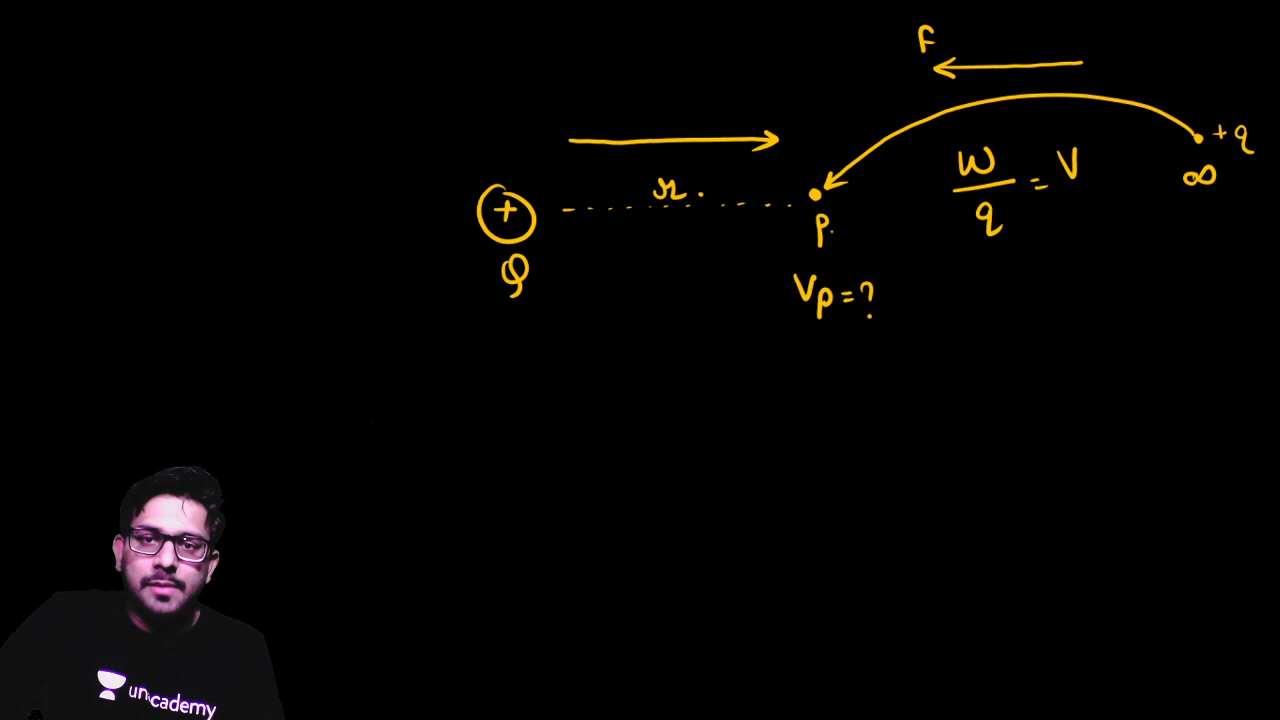 F
+q
∞
W/q = V
r.
+
Q
P.
Vp = ?
unacademy